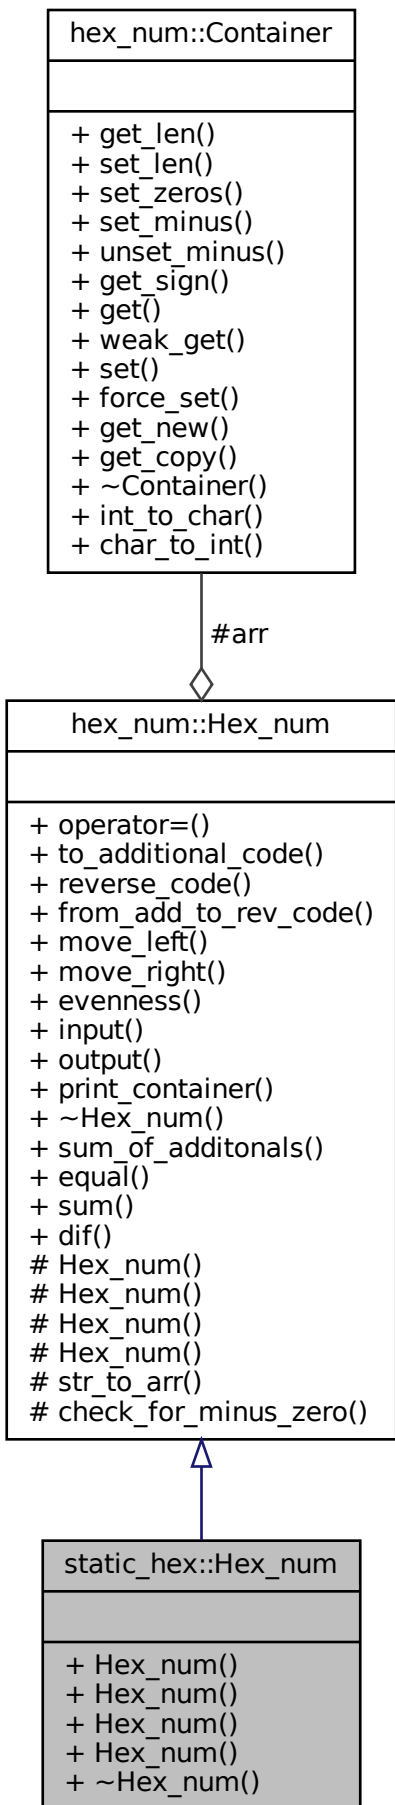 hex_num::Container
+ get_len()
+ set_len()
+ set_zeros()
+ set_minus()
+ unset_minus()
+ get_sign()
+ get()
+ weak_get()
+ set()
+ force_set()
+ get_new()
+ get_copy()
+ ~Container()
+ int_to_char()
+ char_to_int()
#arr
hex_num::Hex_num
+ operator=()
+ to_additional_code()
+ reverse_code()
+ from_add_to_rev_code()
+ move_left()
+ move_right()
+ evenness()
+ input()
+ output()
+ print_container()
+ ~Hex_num()
+ sum_of_additonals()
+ equal()
+ sum()
+ dif()
# Hex_num()
# Hex_num()
# Hex_num()
# Hex_num()
# str_to_arr()
# check_for_minus_zero()
static_hex::Hex_num
+ Hex_num()
+ Hex_num()
+ Hex_num()
+ Hex_num()
+ ~Hex_num()